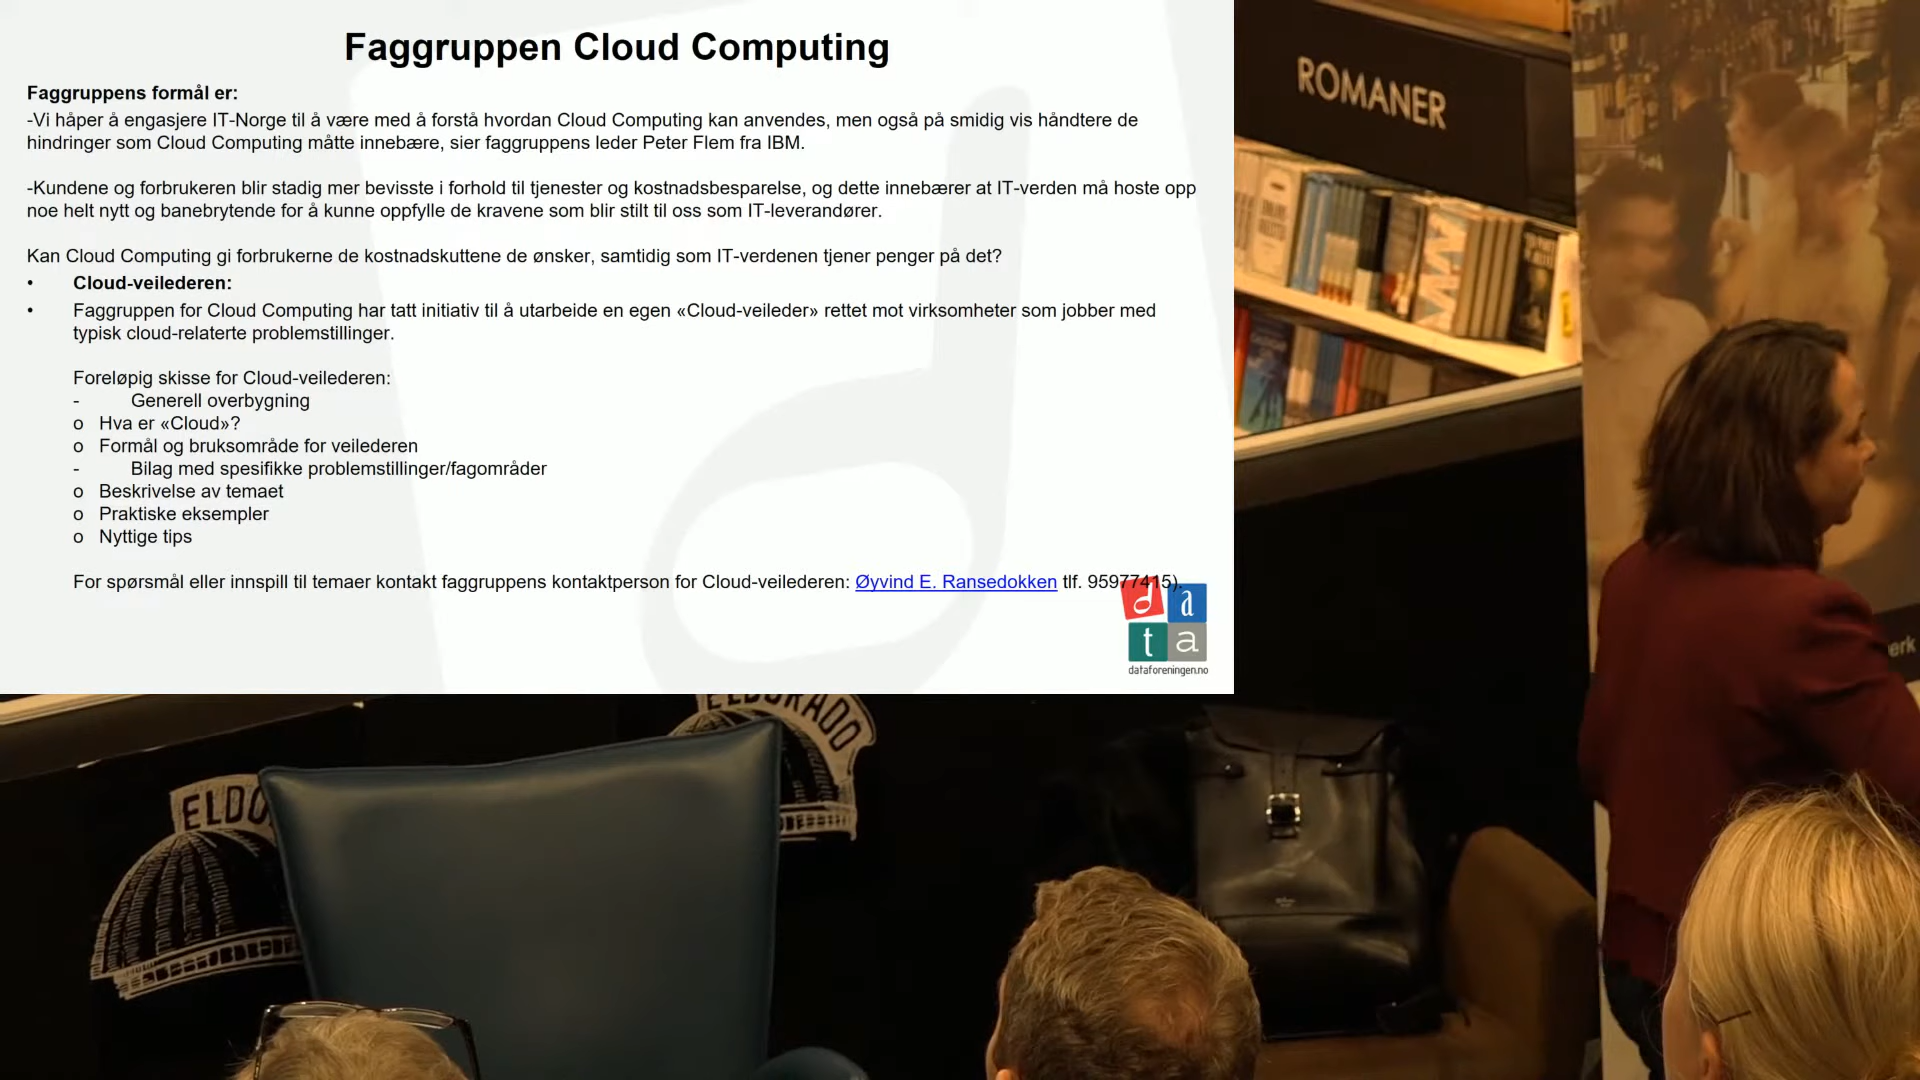 Faggruppen Cloud Computing
Faggruppens formål er:
-Vi håper å engasjere IT-Norge til å være med å forstå hvordan Cloud Computing kan anvendes, men også på smidig vis håndtere de
hindringer som Cloud Computing måtte innebære, sier faggruppens leder Peter Flem fra IBM.
-Kundene og forbrukeren blir stadig mer bevisste i forhold til tjenester og kostnadsbesparelse, og dette innebærer at IT-verden må hoste opp
noe helt nytt og banebrytende for å kunne oppfylle de kravene som blir stilt til oss som IT-leverandører.
Kan Cloud Computing gi forbrukerne de kostnadskuttene de ønsker, samtidig som IT-verdenen tjener penger på det?
• Cloud-veilederen:
• Faggruppen for Cloud Computing har tatt initiativ til å utarbeide en egen «Cloud-veileder» rettet mot virksomheter som jobber med
typisk cloud-relaterte problemstillinger.
Foreløpig skisse for Cloud-veilederen:
- Generell overbygning
o Hva er «Cloud»?
o Formål og bruksområde for veilederen
- Bilag med spesifikke problemstillinger/fagområder
o Beskrivelse av temaet
o Praktiske eksempler
o Nyttige tips
For spørsmål eller innspill til temaer kontakt faggruppens kontaktperson for Cloud-veilederen: Øyvind E. Ransedokken tlf. 95977415).
data
dataforeningen.no
ROMANER
ELDORADO
ELDO
erk